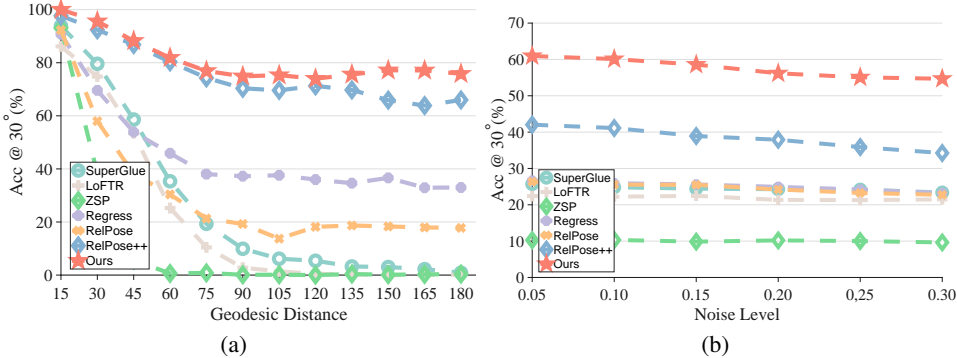 100
80
60
40
20
0
Acc @ 30°(%)
SuperGlue
LoFTR
ZSP
Regress
RelPose
RelPose++
Ours
15 30 45 60 75 90 105 120 135 150 165 180
Geodesic Distance
(a)
70
60
50
40
30
20
10
0
Acc @ 30°(%)
SuperGlue
LoFTR
ZSP
Regress
RelPose
RelPose++
Ours
0.05 0.10 0.15 0.20 0,25 0.30
Noise Level
(b)